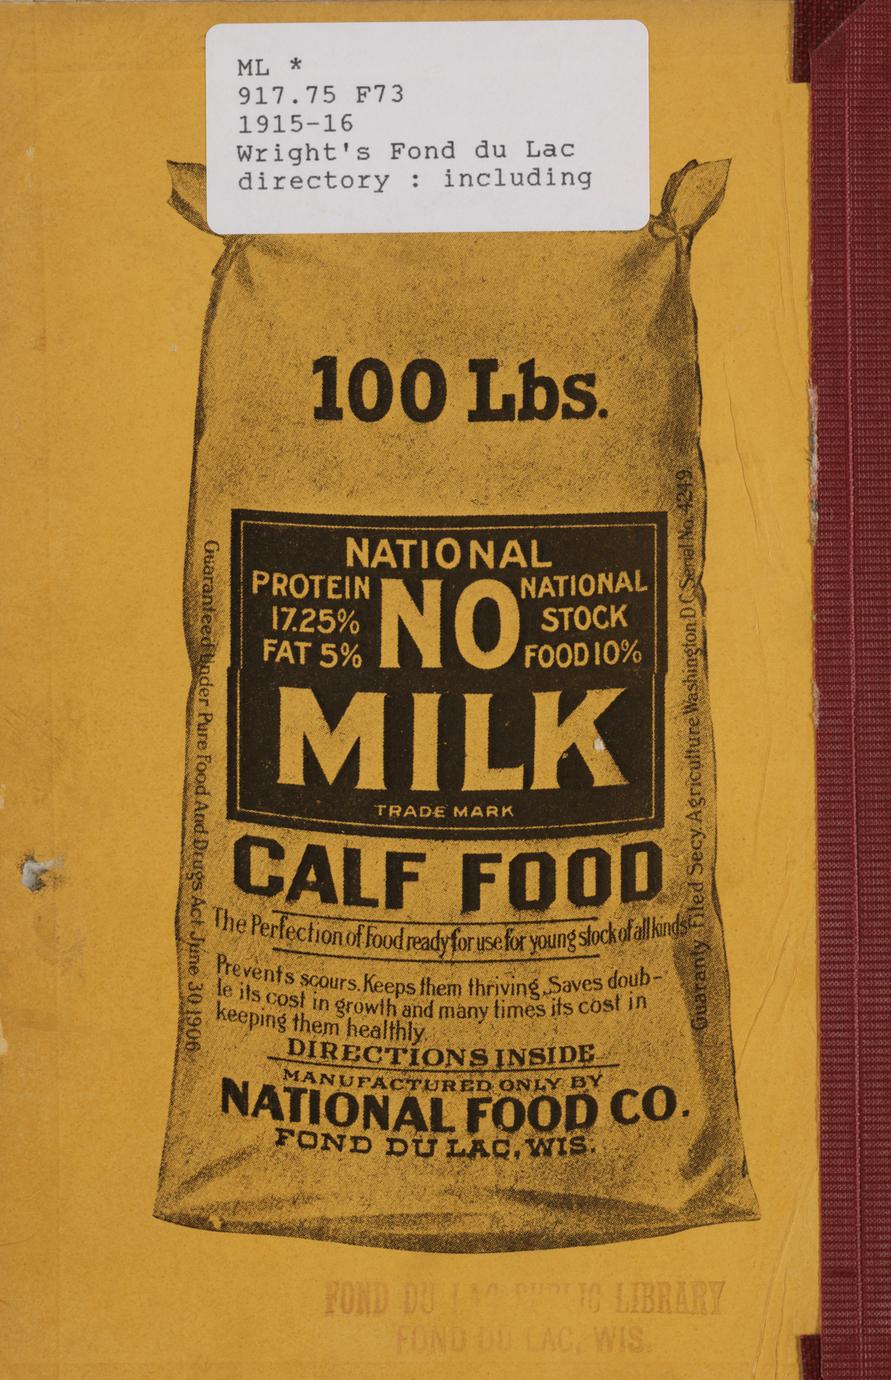 ML *
917.75 F73
1915-16
Wright's Fond du Lac
directory : including
100 Lbs.
NATIONAL
PROTEIN
17.25%
FAT 5%
NO
NATIONAL
STOCK
FOOD 10%
MILK
TRADE MARK
CALF FOOD
The Perfection of Food ready for use for young stock of all kinds
Prevents scours. Keeps them thriving. Saves doub-
le its cost in growth and many times its cost in
keeping them healthly.
DIRECTIONS INSIDE
MANUFACTURED ONLY BY
NATIONAL FOOD CO.
FOND DU LAC, WIS.
Guaranteed Under Pure Food And Drugs Act June 30 1906
Guaranty Filed Secy. Agriculture Washington D C Serial No. 4249
FOND DU LAC PUBLIC LIBRARY
FOND DU LAC, WIS.